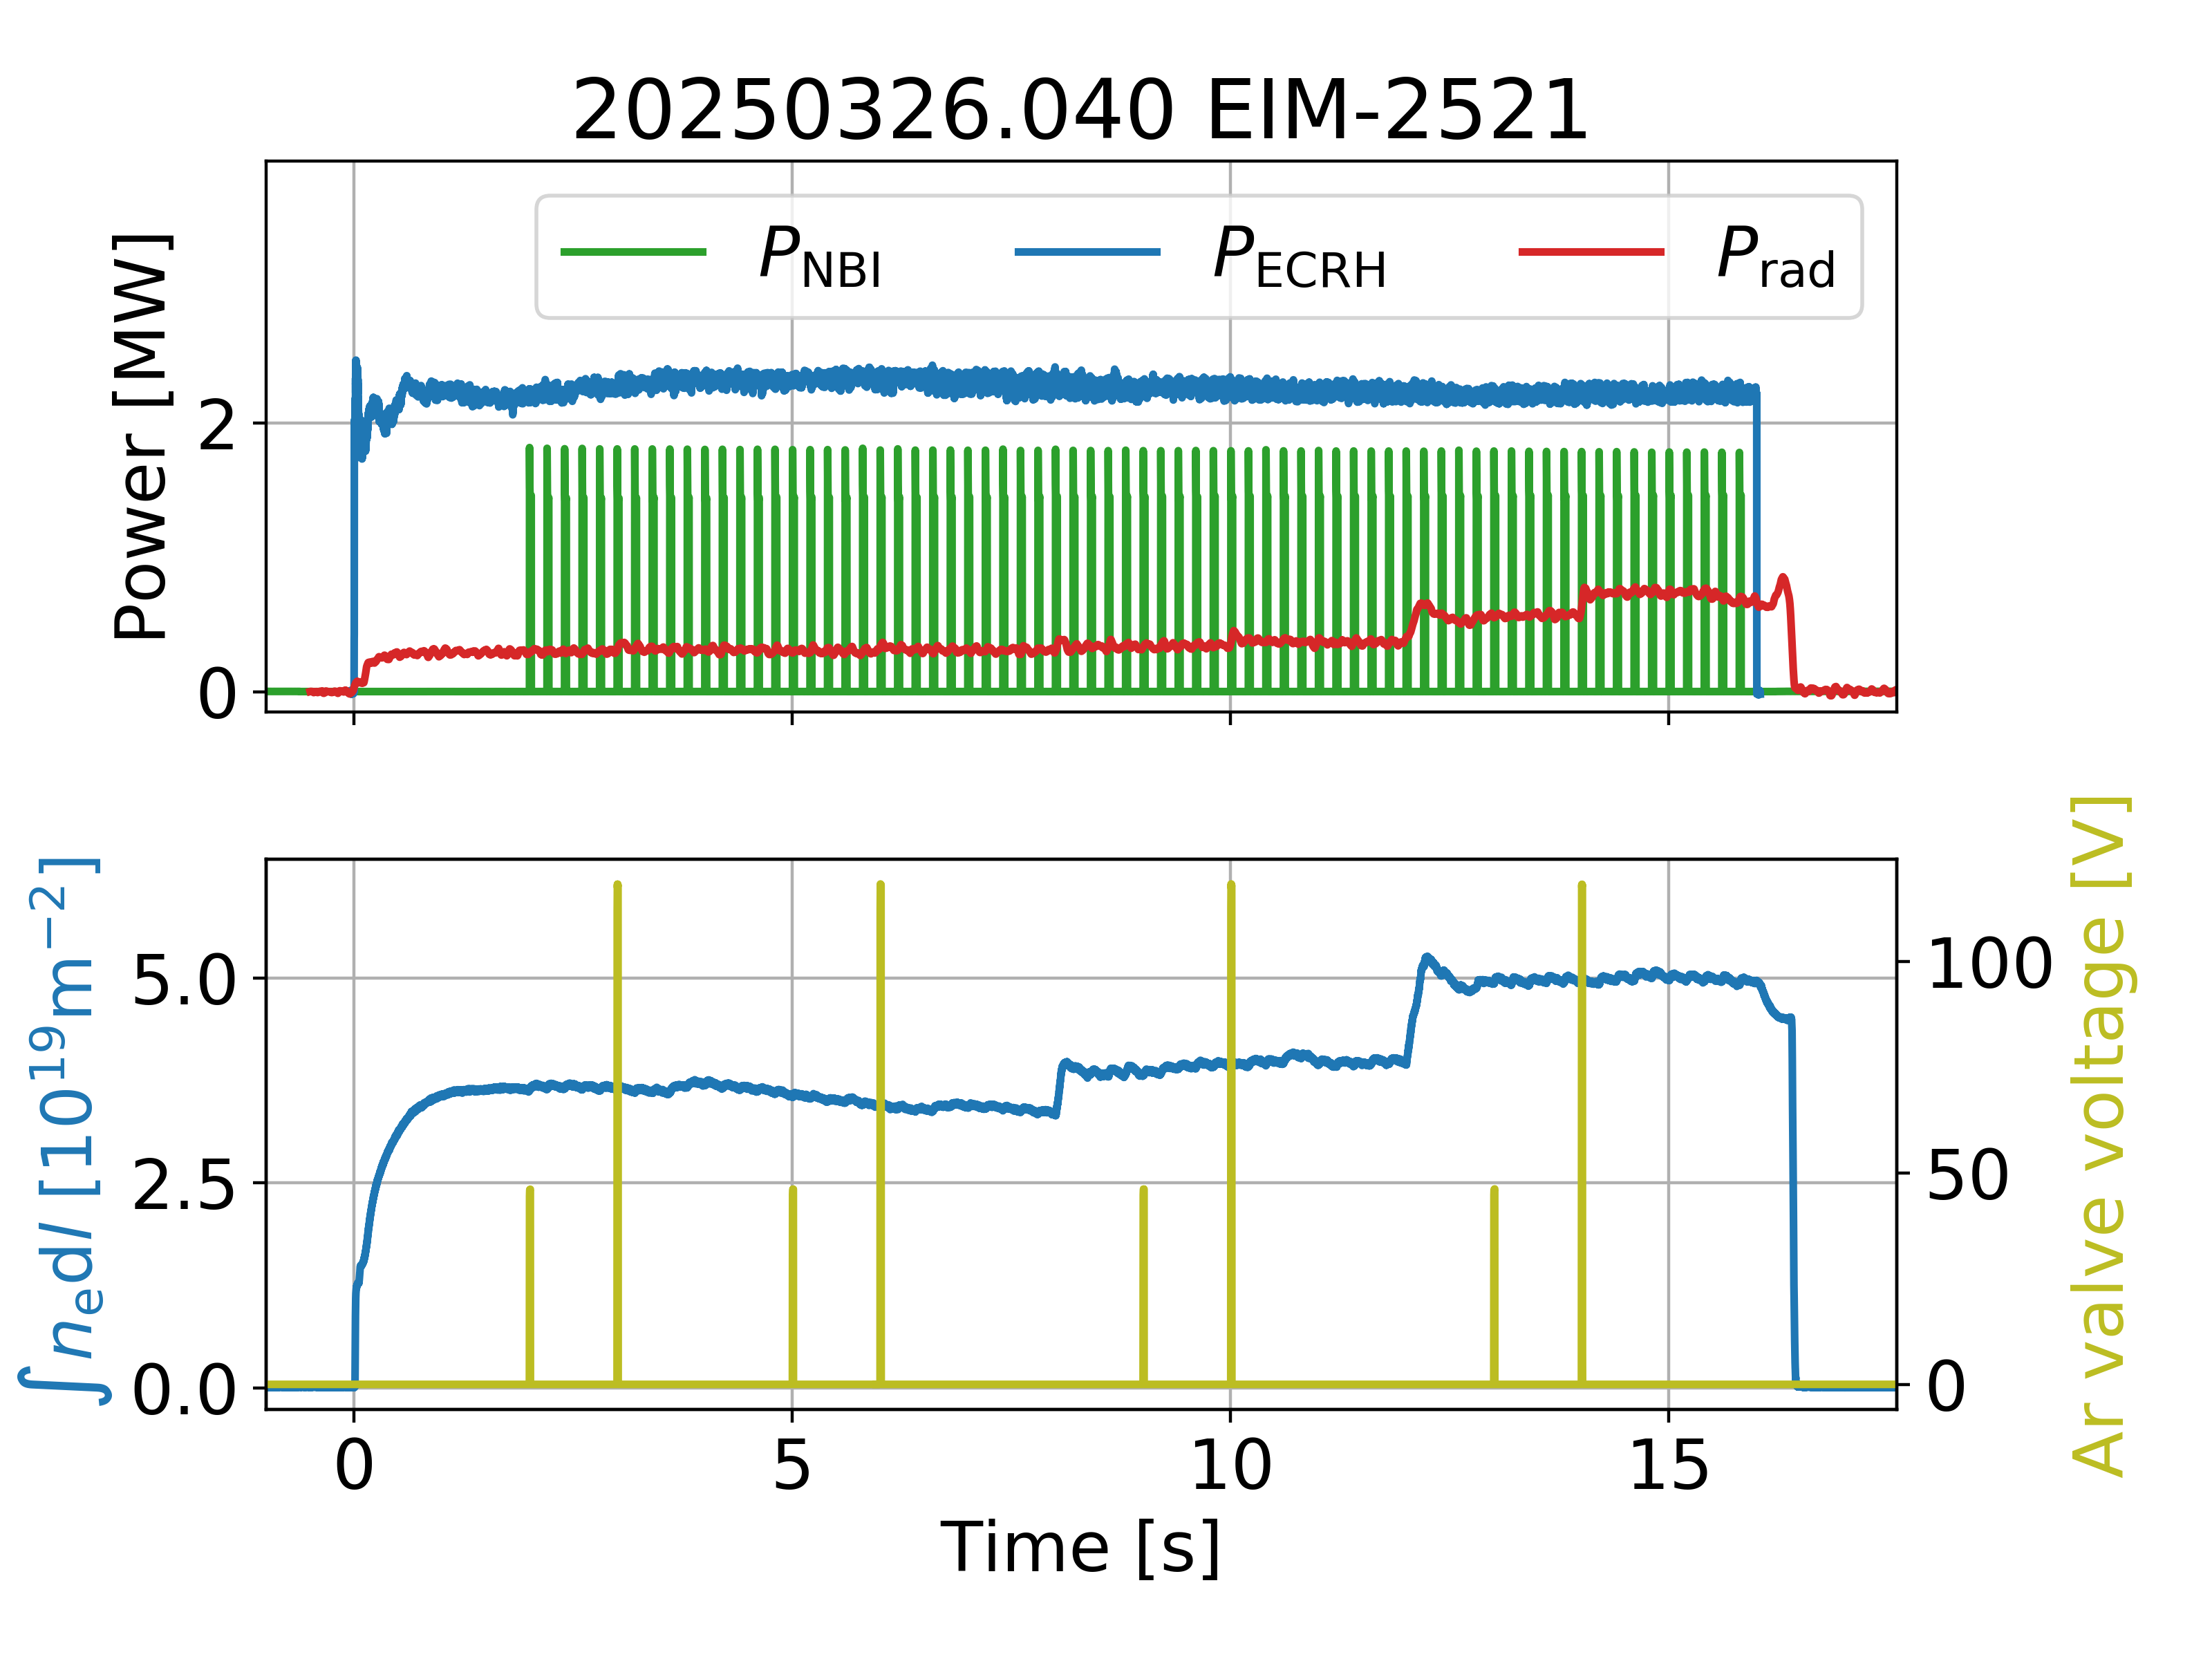 20250326.040 EIM-2521
Power [MW]
2
0
P_NBI P_ECRH P_rad
∫n_e dl [10^19 m^−2]
5.0
2.5
0.0
100
50
0
Ar valve voltage [V]
0 5 10 15
Time [s]